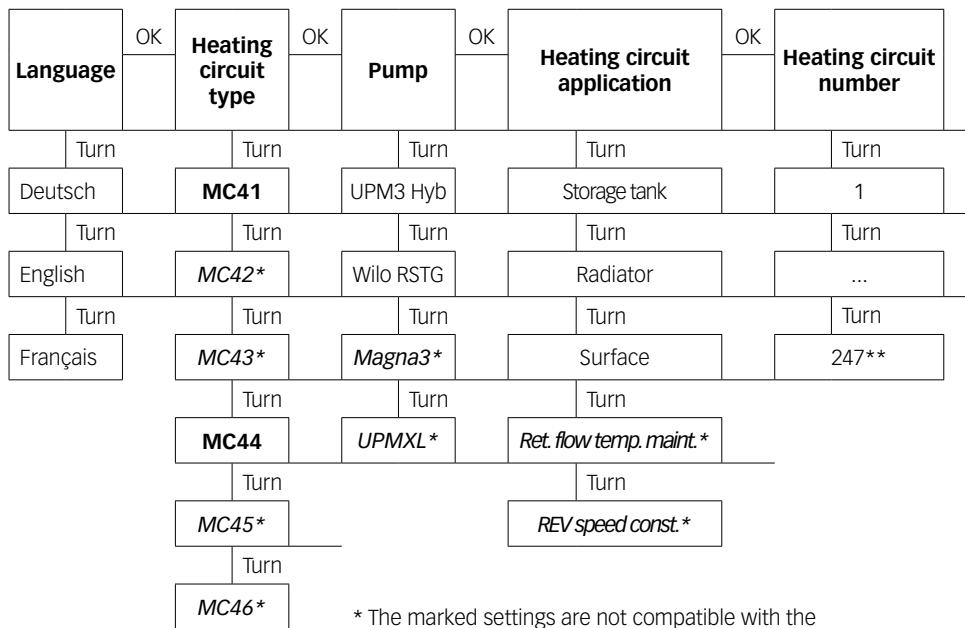 OK OK OK OK
Language Heating circuit type Pump Heating circuit application Heating circuit number
Turn Turn Turn Turn Turn
Deutsch MC41 UPM3 Hyb Storage tank 1
Turn Turn Turn Turn Turn
English MC42* Wilo RSTG Radiator ...
Turn Turn Turn Turn Turn
Français MC43* Magna3* Surface 247**
Turn Turn Turn
MC44 UPMXL* Ret. flow temp. maint.*
Turn Turn
MC45* REV speed const.*
Turn
MC46*
* The marked settings are not compatible with the